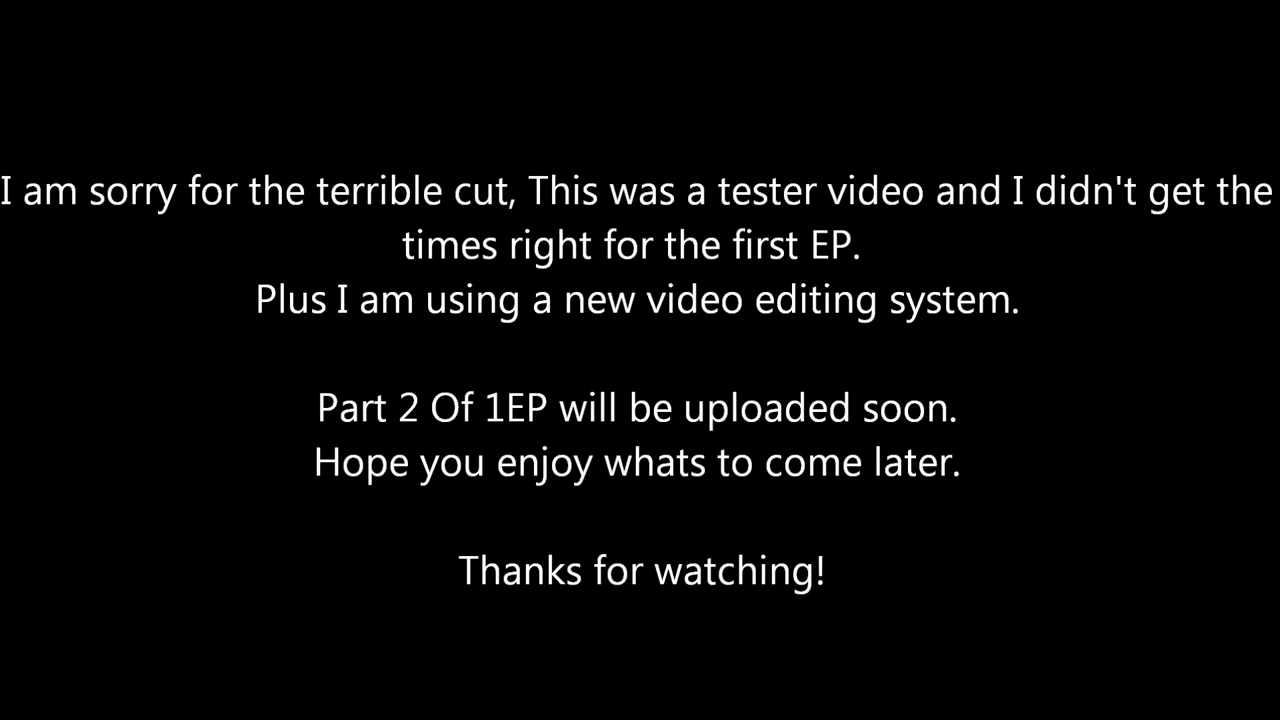 I am sorry for the terrible cut, This was a tester video and I didn't get the
times right for the first EP.
Plus I am using a new video editing system.
Part 2 Of 1EP will be uploaded soon.
Hope you enjoy whats to come later.
Thanks for watching!